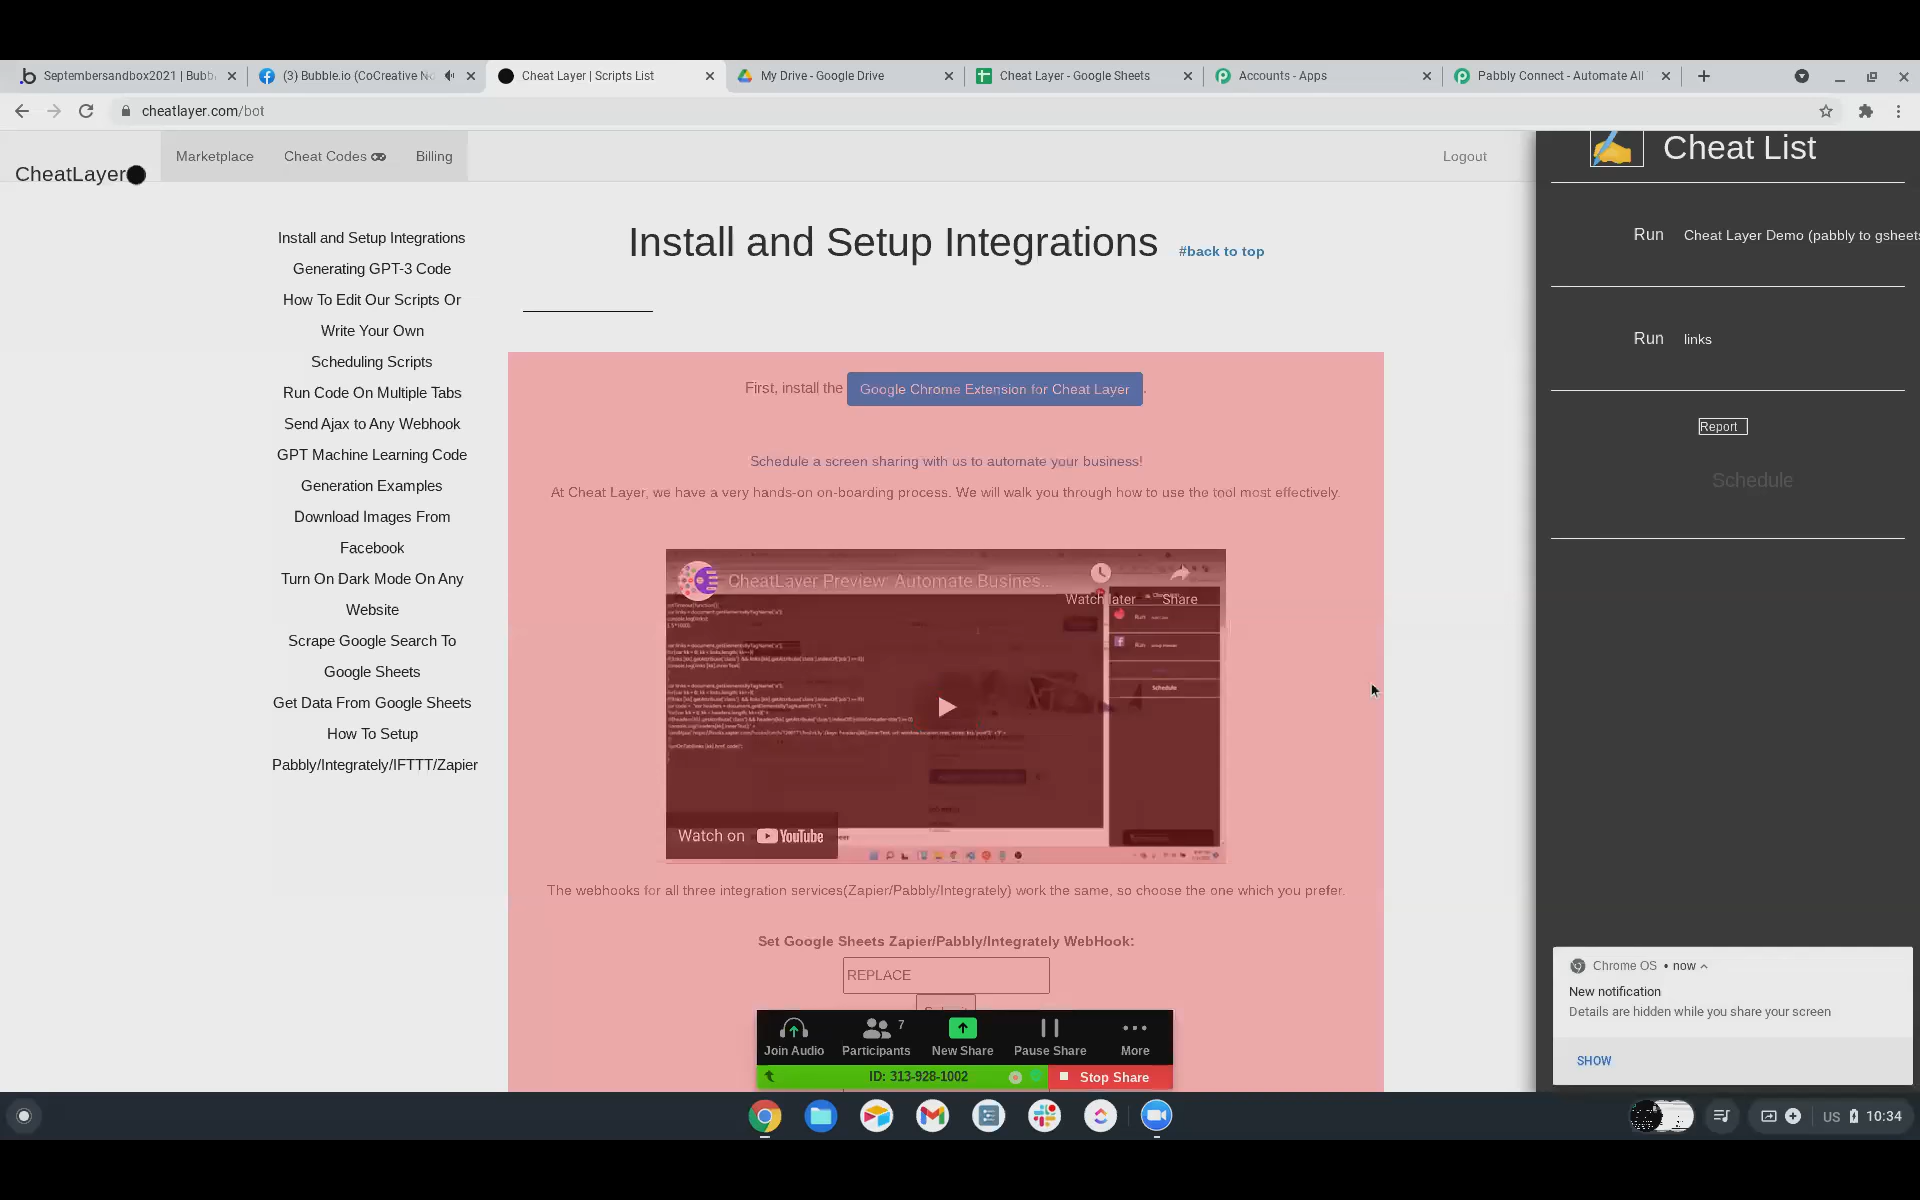 Septembersandbox2021 | Bubb
(3) Bubble.io (CoCreative No
Cheat Layer | Scripts List
My Drive - Google Drive
Cheat Layer - Google Sheets
Accounts - Apps
Pabbly Connect - Automate All
cheatlayer.com/bot
CheatLayer
Marketplace
Cheat Codes
Billing
Logout
Install and Setup Integrations
Generating GPT-3 Code
How To Edit Our Scripts Or
Write Your Own
Scheduling Scripts
Run Code On Multiple Tabs
Send Ajax to Any Webhook
GPT Machine Learning Code
Generation Examples
Download Images From
Facebook
Turn On Dark Mode On Any
Website
Scrape Google Search To
Google Sheets
Get Data From Google Sheets
How To Setup
Pabbly/Integrately/IFTTT/Zapier
Install and Setup Integrations #back to top
First, install the Google Chrome Extension for Cheat Layer.
Schedule a screen sharing with us to automate your business!
At Cheat Layer, we have a very hands-on on-boarding process. We will walk you through how to use the tool most effectively.
CheatLayer Preview: Automate Busines...
Watch later
Share
Run
Run
Schedule
Watch on YouTube
The webhooks for all three integration services(Zapier/Pabbly/Integrately) work the same, so choose the one which you prefer.
Set Google Sheets Zapier/Pabbly/Integrately WebHook:
REPLACE
Cheat List
Run Cheat Layer Demo (pabbly to gsheets
Run links
Report
Schedule
Chrome OS • now
New notification
Details are hidden while you share your screen
SHOW
7
Join Audio
Participants
New Share
Pause Share
More
ID: 313-928-1002
Stop Share
US
10:34